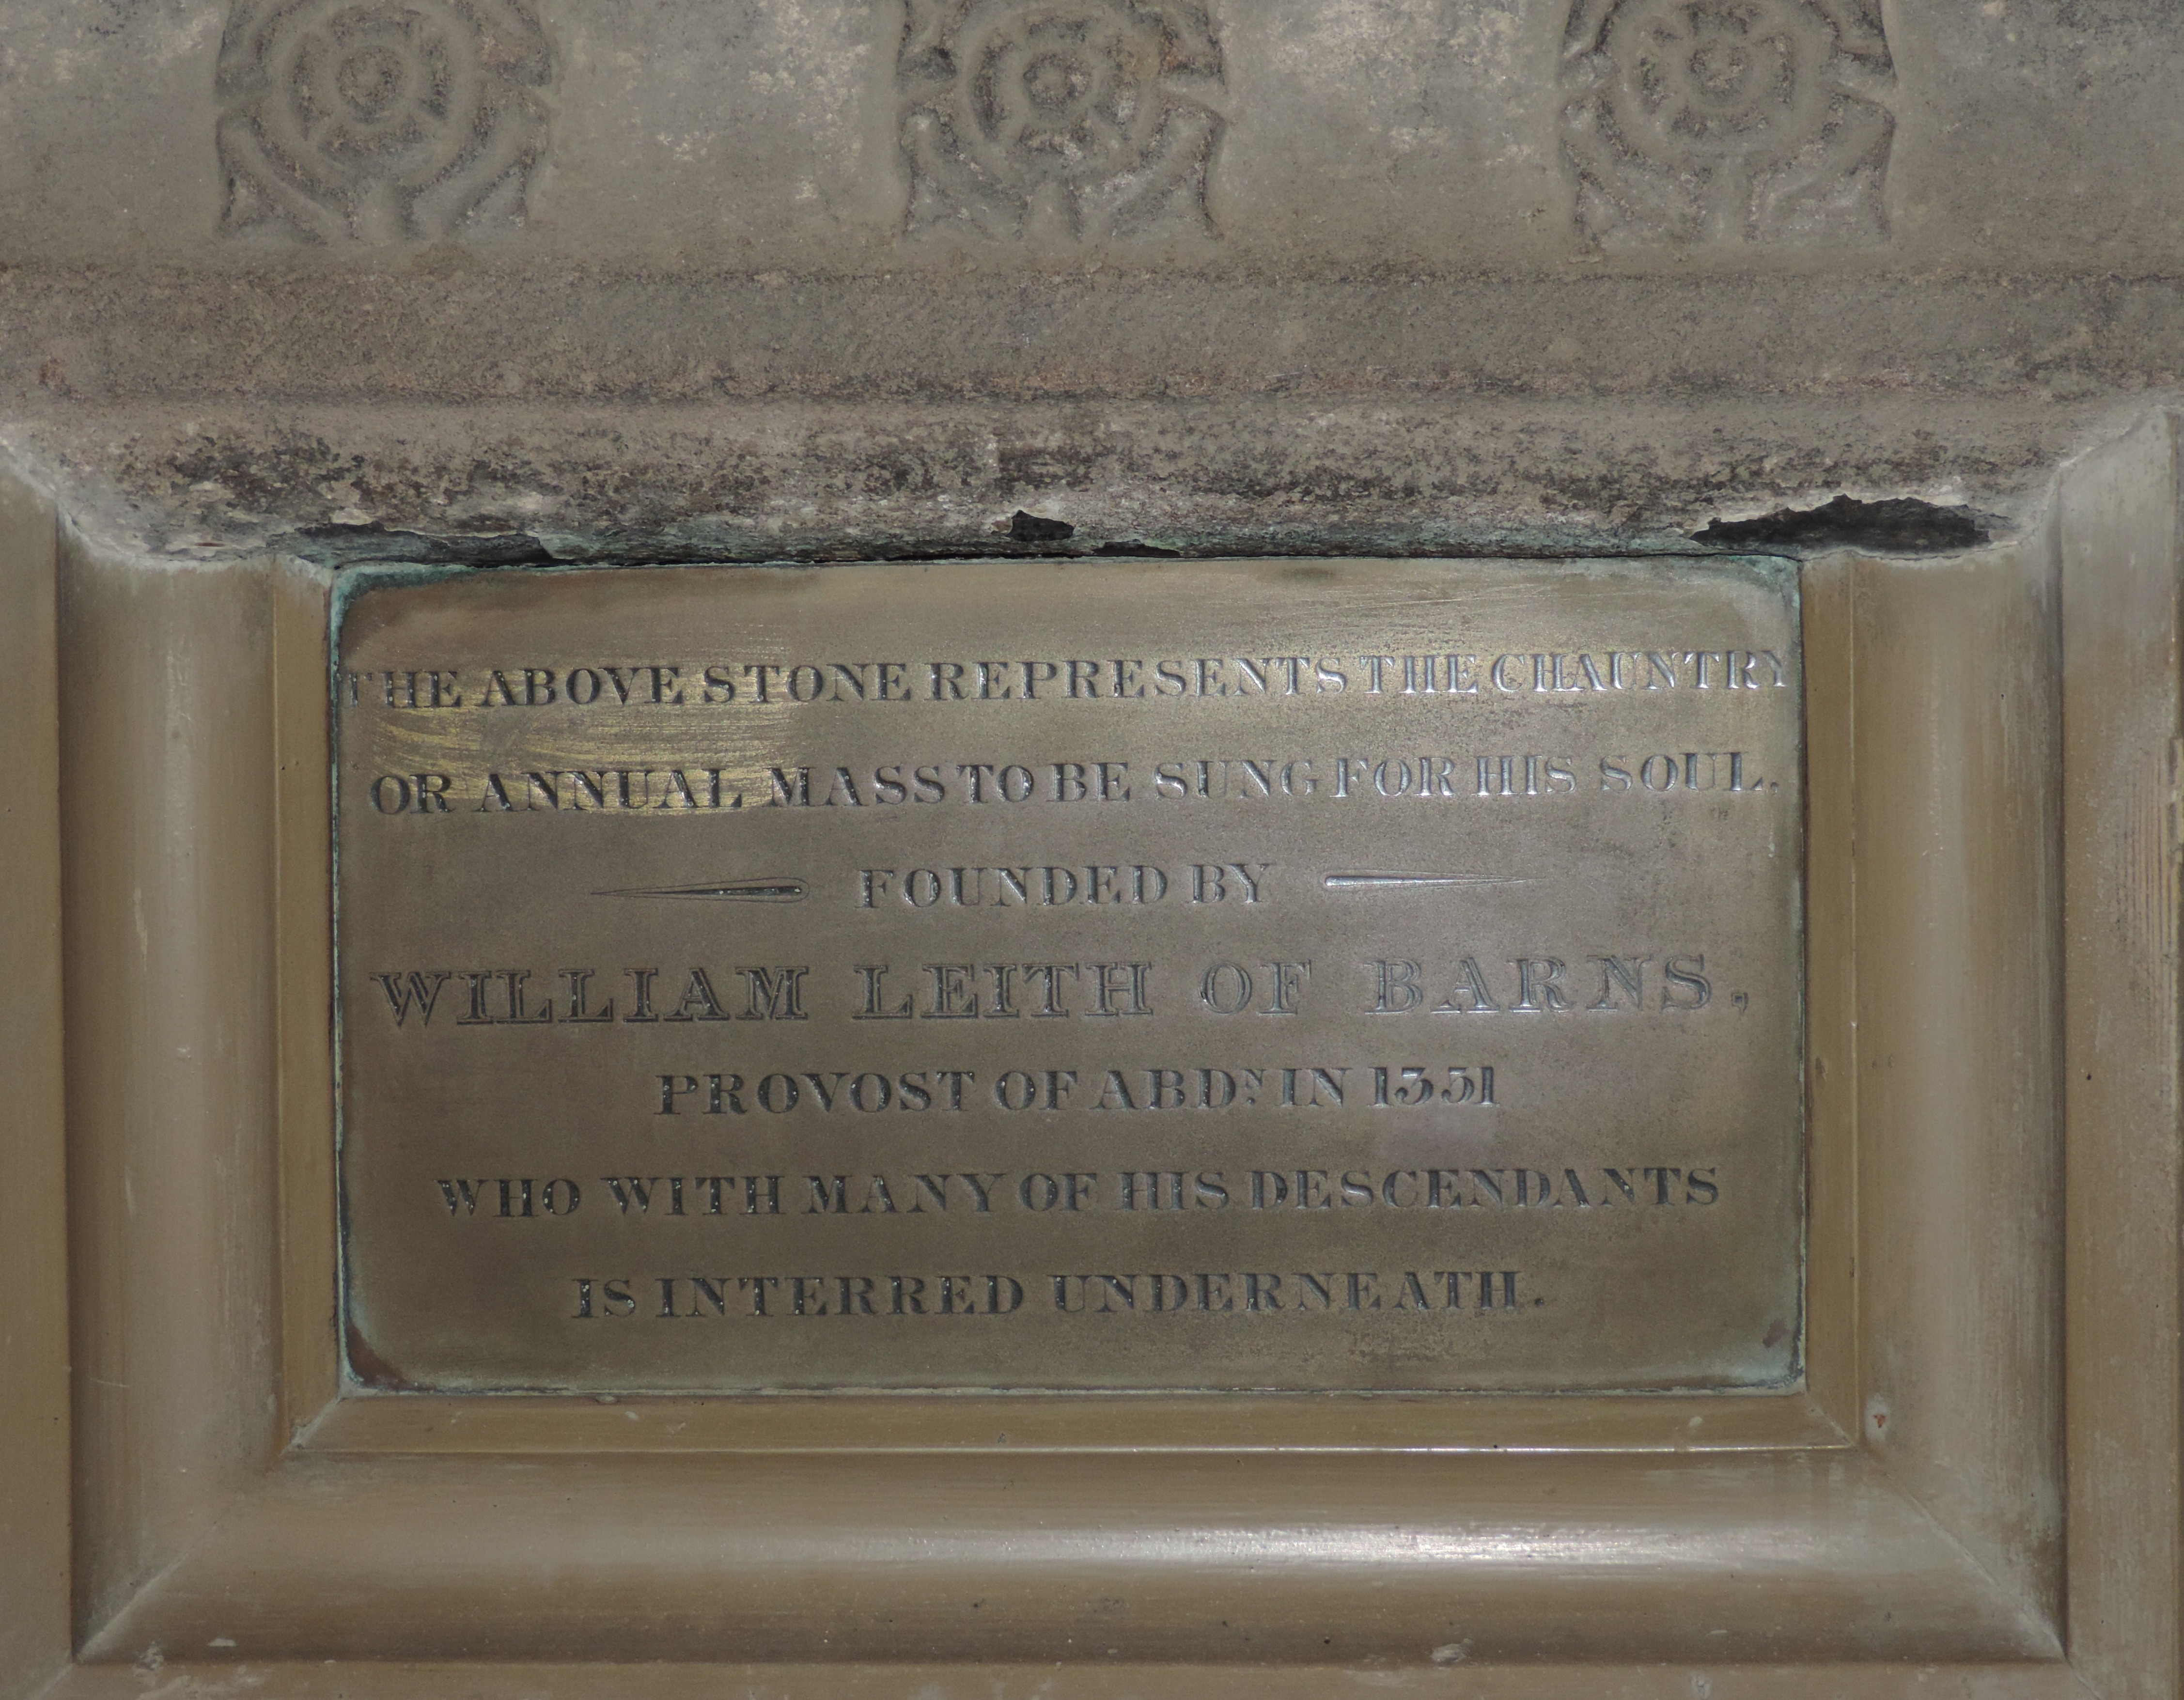 THE ABOVE STONE REPRESENTS THE CHAUNTRY
OR ANNUAL MASS TO BE SUNG FOR HIS SOUL.
FOUNDED BY
WILLIAM LEITH OF BARNS,
PROVOST OF ABDN. IN 1351
WHO WITH MANY OF HIS DESCENDANTS
IS INTERRED UNDERNEATH.